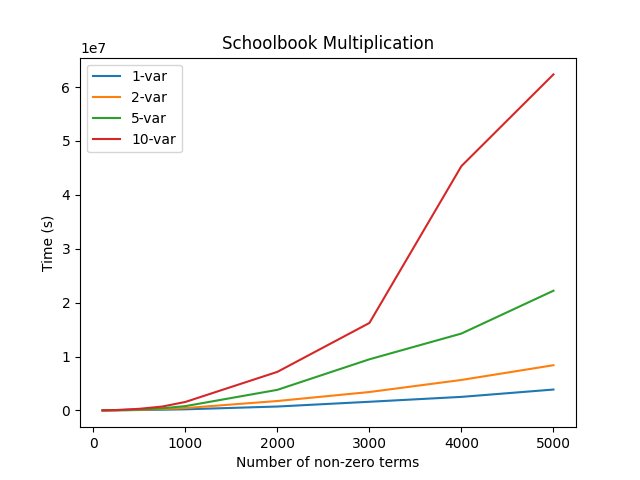 Schoolbook Multiplication
1e7
1-var
2-var
5-var
10-var
6
5
4
3
2
1
0
Time (s)
0 1000 2000 3000 4000 5000
Number of non-zero terms